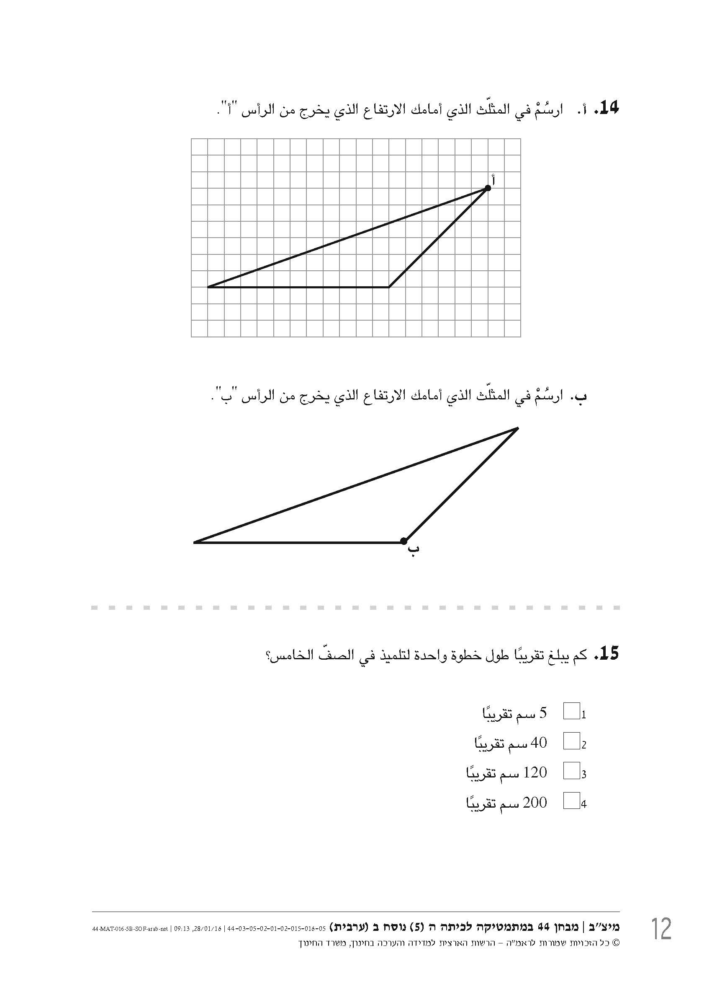 14. أ. ارسُمْ في المثلّث الذي أمامك الارتفاع الذي يخرج من الرأس "أ".
أ
ب. ارسُمْ في المثلّث الذي أمامك الارتفاع الذي يخرج من الرأس "ب".
ب
15. كم يبلغ تقريبًا طول خطوة واحدة لتلميذ في الصفّ الخامس؟
1 5 سم تقريبًا
2 40 سم تقريبًا
3 120 سم تقريبًا
4 200 سم تقريبًا
מיצ"ב | מבחן 44 במתמטיקה לכיתה ה (5) נוסח ב (ערבית) 44-03-05-02-01-02-015-016-05 | 09:13 ,28/01/16 | 44-MAT-016-5B-SOF-arab-net
© כל הזכויות שמורות לראמ"ה – הרשות הארצית למדידה והערכה בחינוך, משרד החינוך
12